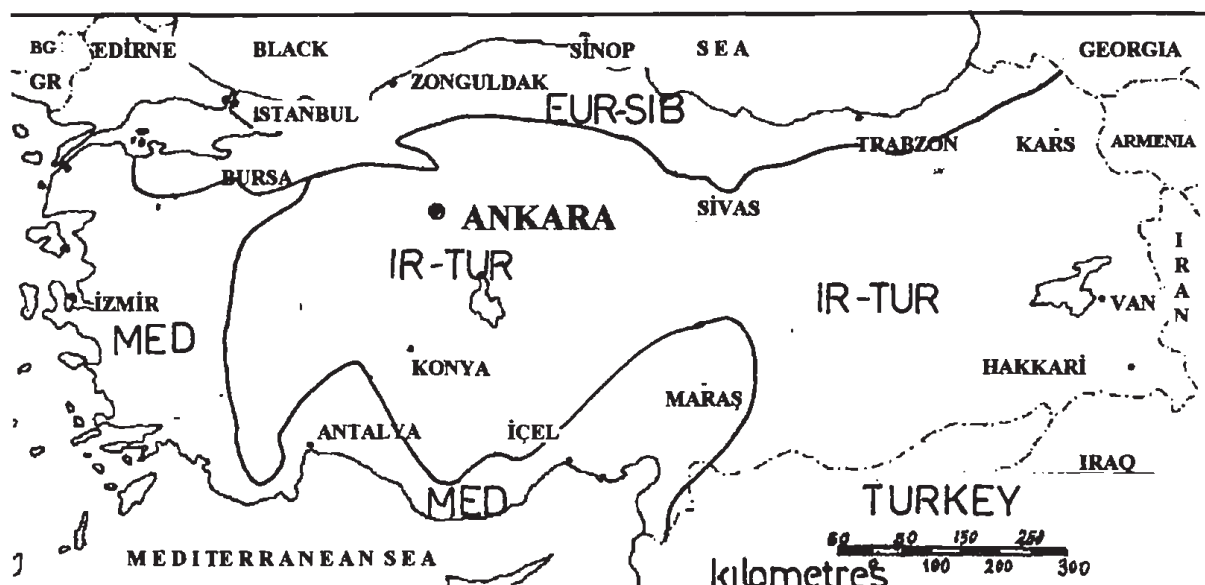 BG EDİRNE BLACK SİNOP SEA GEORGIA
GR ZONGULDAK
İSTANBUL EUR-SIB
TRABZON KARS ARMENIA
BURSA
ANKARA SİVAS
IR-TUR IRAN
İZMİR IR-TUR VAN
MED
KONYA HAKKARİ
MARAŞ
ANTALYA İÇEL
IRAQ
MED TURKEY
MEDITERRANEAN SEA
50 150 250
kilometres 0 100 200 300